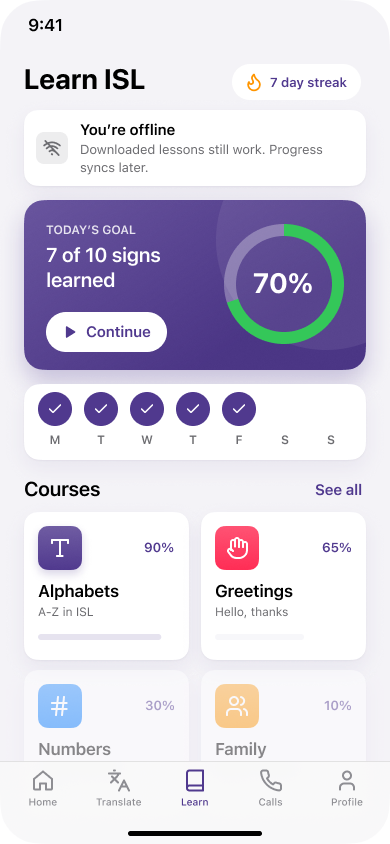 9:41
Learn ISL
7 day streak
You’re offline
Downloaded lessons still work. Progress
syncs later.
TODAY’S GOAL
7 of 10 signs
learned
70%
Continue
M T W T F S S
Courses
See all
90%
65%
Alphabets
Greetings
A-Z in ISL
Hello, thanks
30%
10%
Numbers
Family
Home
Translate
Learn
Calls
Profile